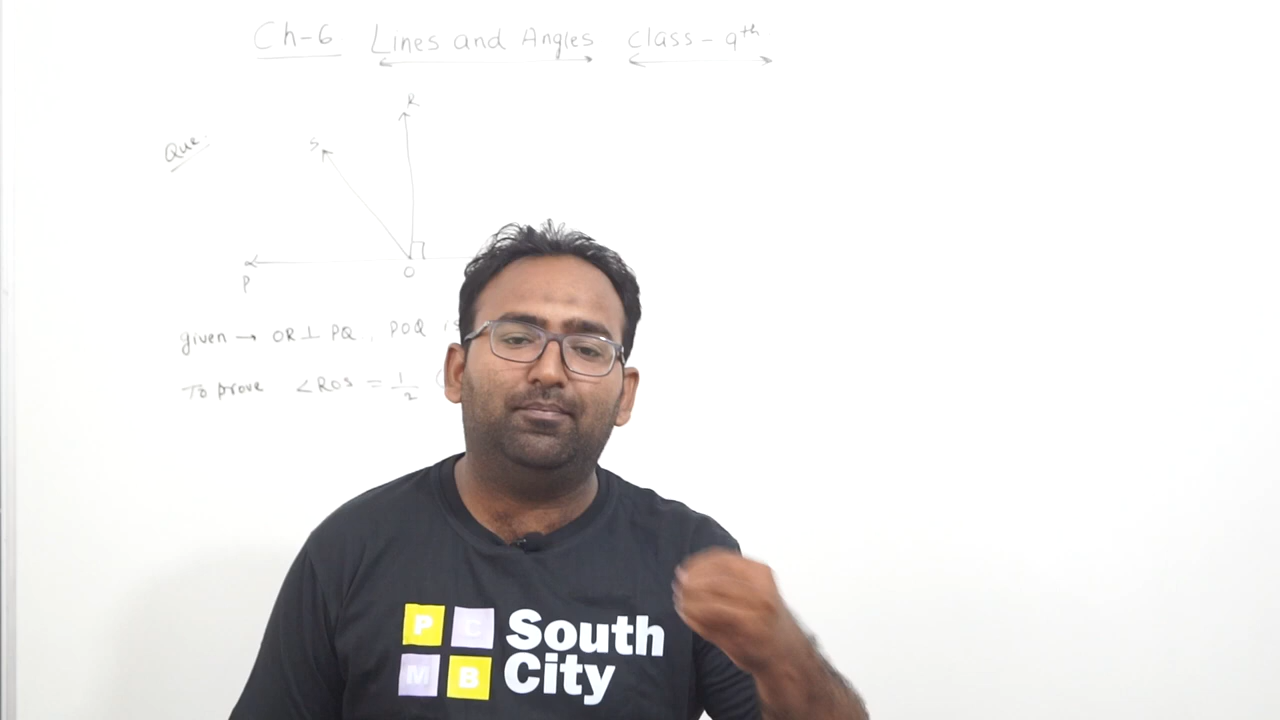 Ch-6 Lines and Angles Class-9th
Que:
R
S
O
P
given → OR ⊥ PQ, POQ is
To prove ∠ROS = 1/2 (
P C South
M B City